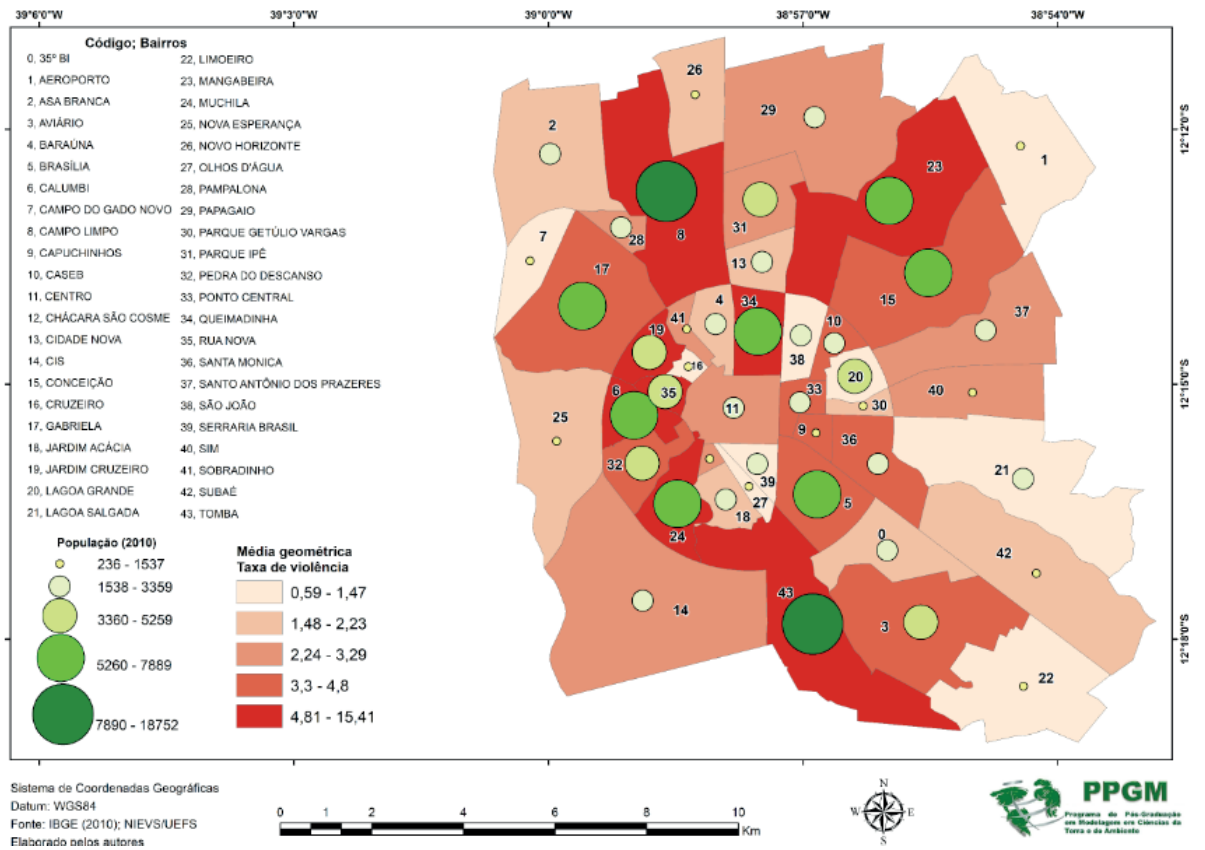 39°6'0"W 39°3'0"W 39°0'0"W 38°57'0"W 38°54'0"W
Código; Bairros
0, 35º BI
1, AEROPORTO
2, ASA BRANCA
3, AVIÁRIO
4, BARAÚNA
5, BRASÍLIA
6, CALUMBI
7, CAMPO DO GADO NOVO
8, CAMPO LIMPO
9, CAPUCHINHOS
10, CASEB
11, CENTRO
12, CHÁCARA SÃO COSME
13, CIDADE NOVA
14, CIS
15, CONCEIÇÃO
16, CRUZEIRO
17, GABRIELA
18, JARDIM ACÁCIA
19, JARDIM CRUZEIRO
20, LAGOA GRANDE
21, LAGOA SALGADA
22, LIMOEIRO
23, MANGABEIRA
24, MUCHILA
25, NOVA ESPERANÇA
26, NOVO HORIZONTE
27, OLHOS D'ÁGUA
28, PAMPALONA
29, PAPAGAIO
30, PARQUE GETÚLIO VARGAS
31, PARQUE IPÊ
32, PEDRA DO DESCANSO
33, PONTO CENTRAL
34, QUEIMADINHA
35, RUA NOVA
36, SANTA MONICA
37, SANTO ANTÔNIO DOS PRAZERES
38, SÃO JOÃO
39, SERRARIA BRASIL
40, SIM
41, SOBRADINHO
42, SUBAÉ
43, TOMBA
População (2010)
236 - 1537
1538 - 3359
3360 - 5259
5260 - 7889
7890 - 18752
Média geométrica
Taxa de violência
0,59 - 1,47
1,48 - 2,23
2,24 - 3,29
3,3 - 4,8
4,81 - 15,41
26
29
2
23
1
31
28
8
7
13
17
15
4
34
37
41
10
19
38
16
20
35
33
40
6
11
30
25
9
36
32
21
39
27
5
18
24
0
42
43
14
3
22
12°12'0"S
12°15'0"S
12°18'0"S
Sistema de Coordenadas Geográficas
Datum: WGS84
Fonte: IBGE (2010); NIEVS/UEFS
Elaborado pelos autores
0 1 2 4 6 8 10
Km
N
W E
S
PPGM
Programa de Pós-Graduação
em Modelagem em Ciências da
Terra e do Ambiente